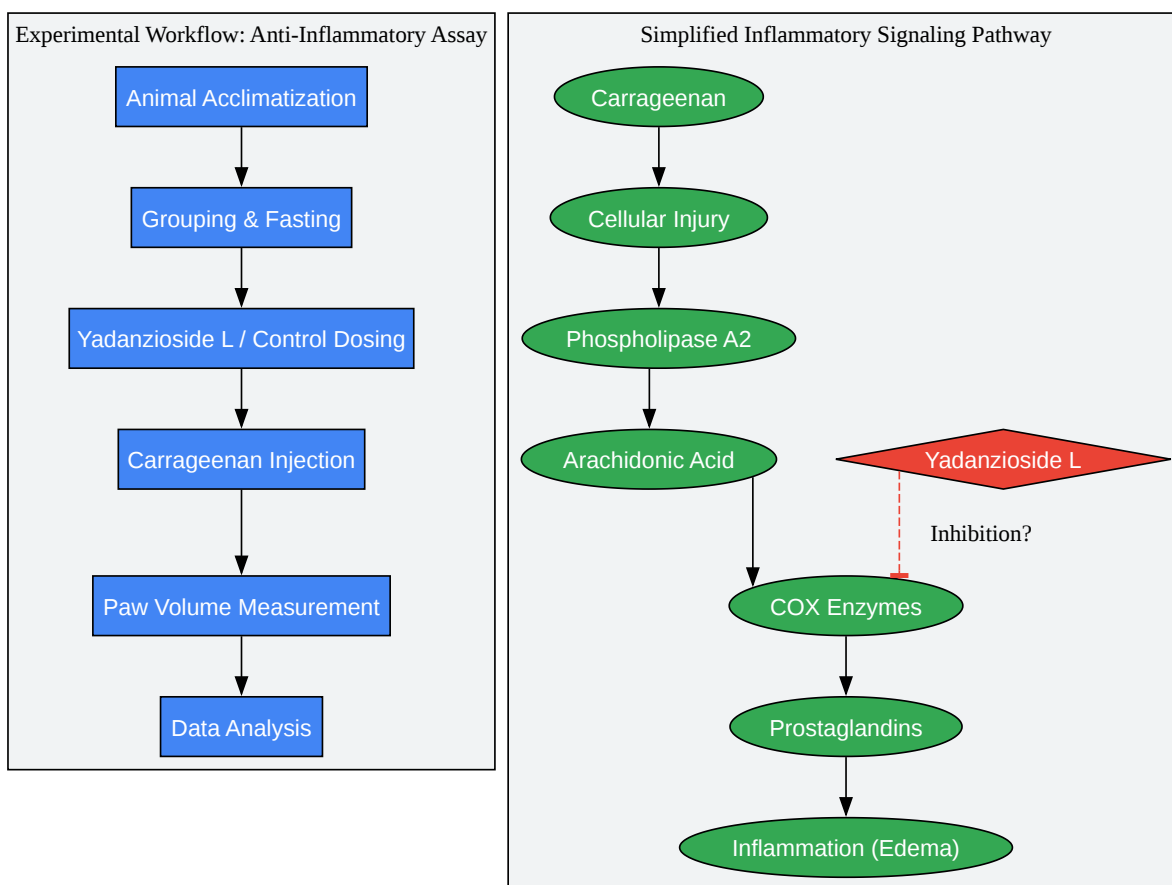 Experimental Workflow: Anti-Inflammatory Assay
Animal Acclimatization
Grouping & Fasting
Yadanzioside L / Control Dosing
Carrageenan Injection
Paw Volume Measurement
Data Analysis
Simplified Inflammatory Signaling Pathway
Carrageenan
Cellular Injury
Phospholipase A2
Arachidonic Acid
Yadanzioside L
Inhibition?
COX Enzymes
Prostaglandins
Inflammation (Edema)